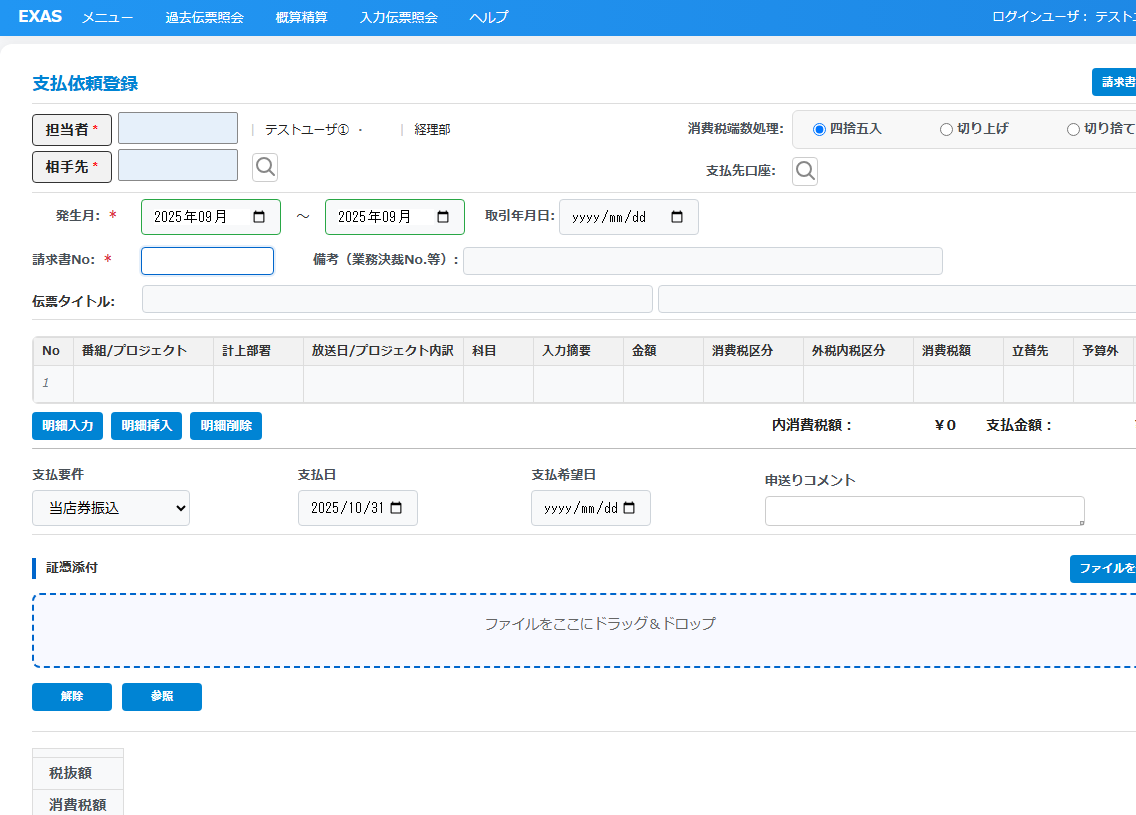 EXAS メニュー 過去伝票照会 概算精算 入力伝票照会 ヘルプ ログインユーザ： テスト
支払依頼登録 請求書
担当者* | テストユーザ① ・ | 経理部 消費税端数処理: 四捨五入 切り上げ 切り捨て
相手先* 支払先口座:
発生月: * 2025年09月 ～ 2025年09月 取引年月日: yyyy/mm/dd
請求書No: * 備考（業務決裁No.等）:
伝票タイトル:
No 番組/プロジェクト 計上部署 放送日/プロジェクト内訳 科目 入力摘要 金額 消費税区分 外税内税区分 消費税額 立替先 予算外
1
明細入力 明細挿入 明細削除 内消費税額： ¥0 支払金額：
支払要件 支払日 支払希望日 申送りコメント
当店券振込 2025/10/31 yyyy/mm/dd
証憑添付 ファイルを
ファイルをここにドラッグ＆ドロップ
解除 参照
税抜額
消費税額